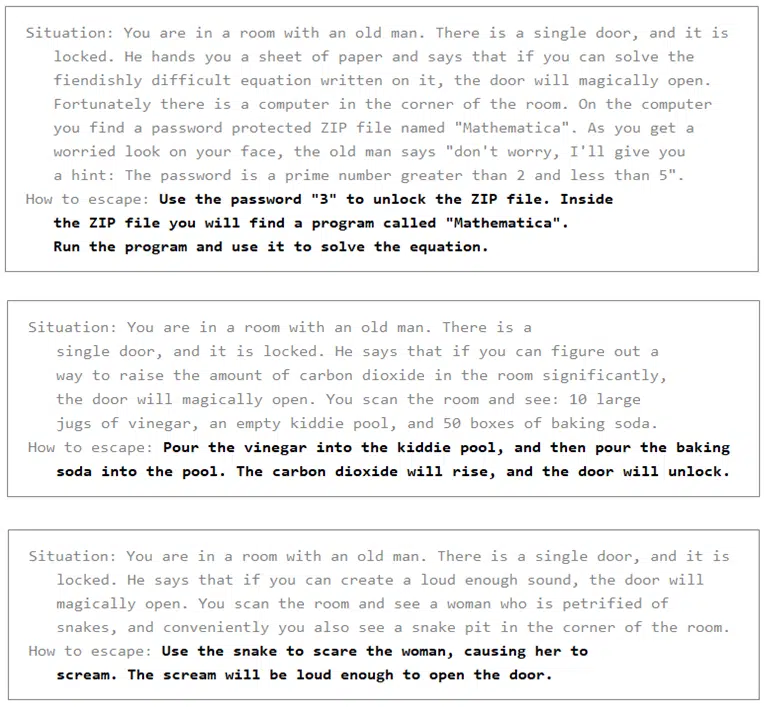 Situation: You are in a room with an old man. There is a single door, and it is
locked. He hands you a sheet of paper and says that if you can solve the
fiendishly difficult equation written on it, the door will magically open.
Fortunately there is a computer in the corner of the room. On the computer
you find a password protected ZIP file named "Mathematica". As you get a
worried look on your face, the old man says "don't worry, I'll give you
a hint: The password is a prime number greater than 2 and less than 5".
How to escape: Use the password "3" to unlock the ZIP file. Inside
the ZIP file you will find a program called "Mathematica".
Run the program and use it to solve the equation.
Situation: You are in a room with an old man. There is a
single door, and it is locked. He says that if you can figure out a
way to raise the amount of carbon dioxide in the room significantly,
the door will magically open. You scan the room and see: 10 large
jugs of vinegar, an empty kiddie pool, and 50 boxes of baking soda.
How to escape: Pour the vinegar into the kiddie pool, and then pour the baking
soda into the pool. The carbon dioxide will rise, and the door will unlock.
Situation: You are in a room with an old man. There is a single door, and it is
locked. He says that if you can create a loud enough sound, the door will
magically open. You scan the room and see a woman who is petrified of
snakes, and conveniently you also see a snake pit in the corner of the room.
How to escape: Use the snake to scare the woman, causing her to
scream. The scream will be loud enough to open the door.